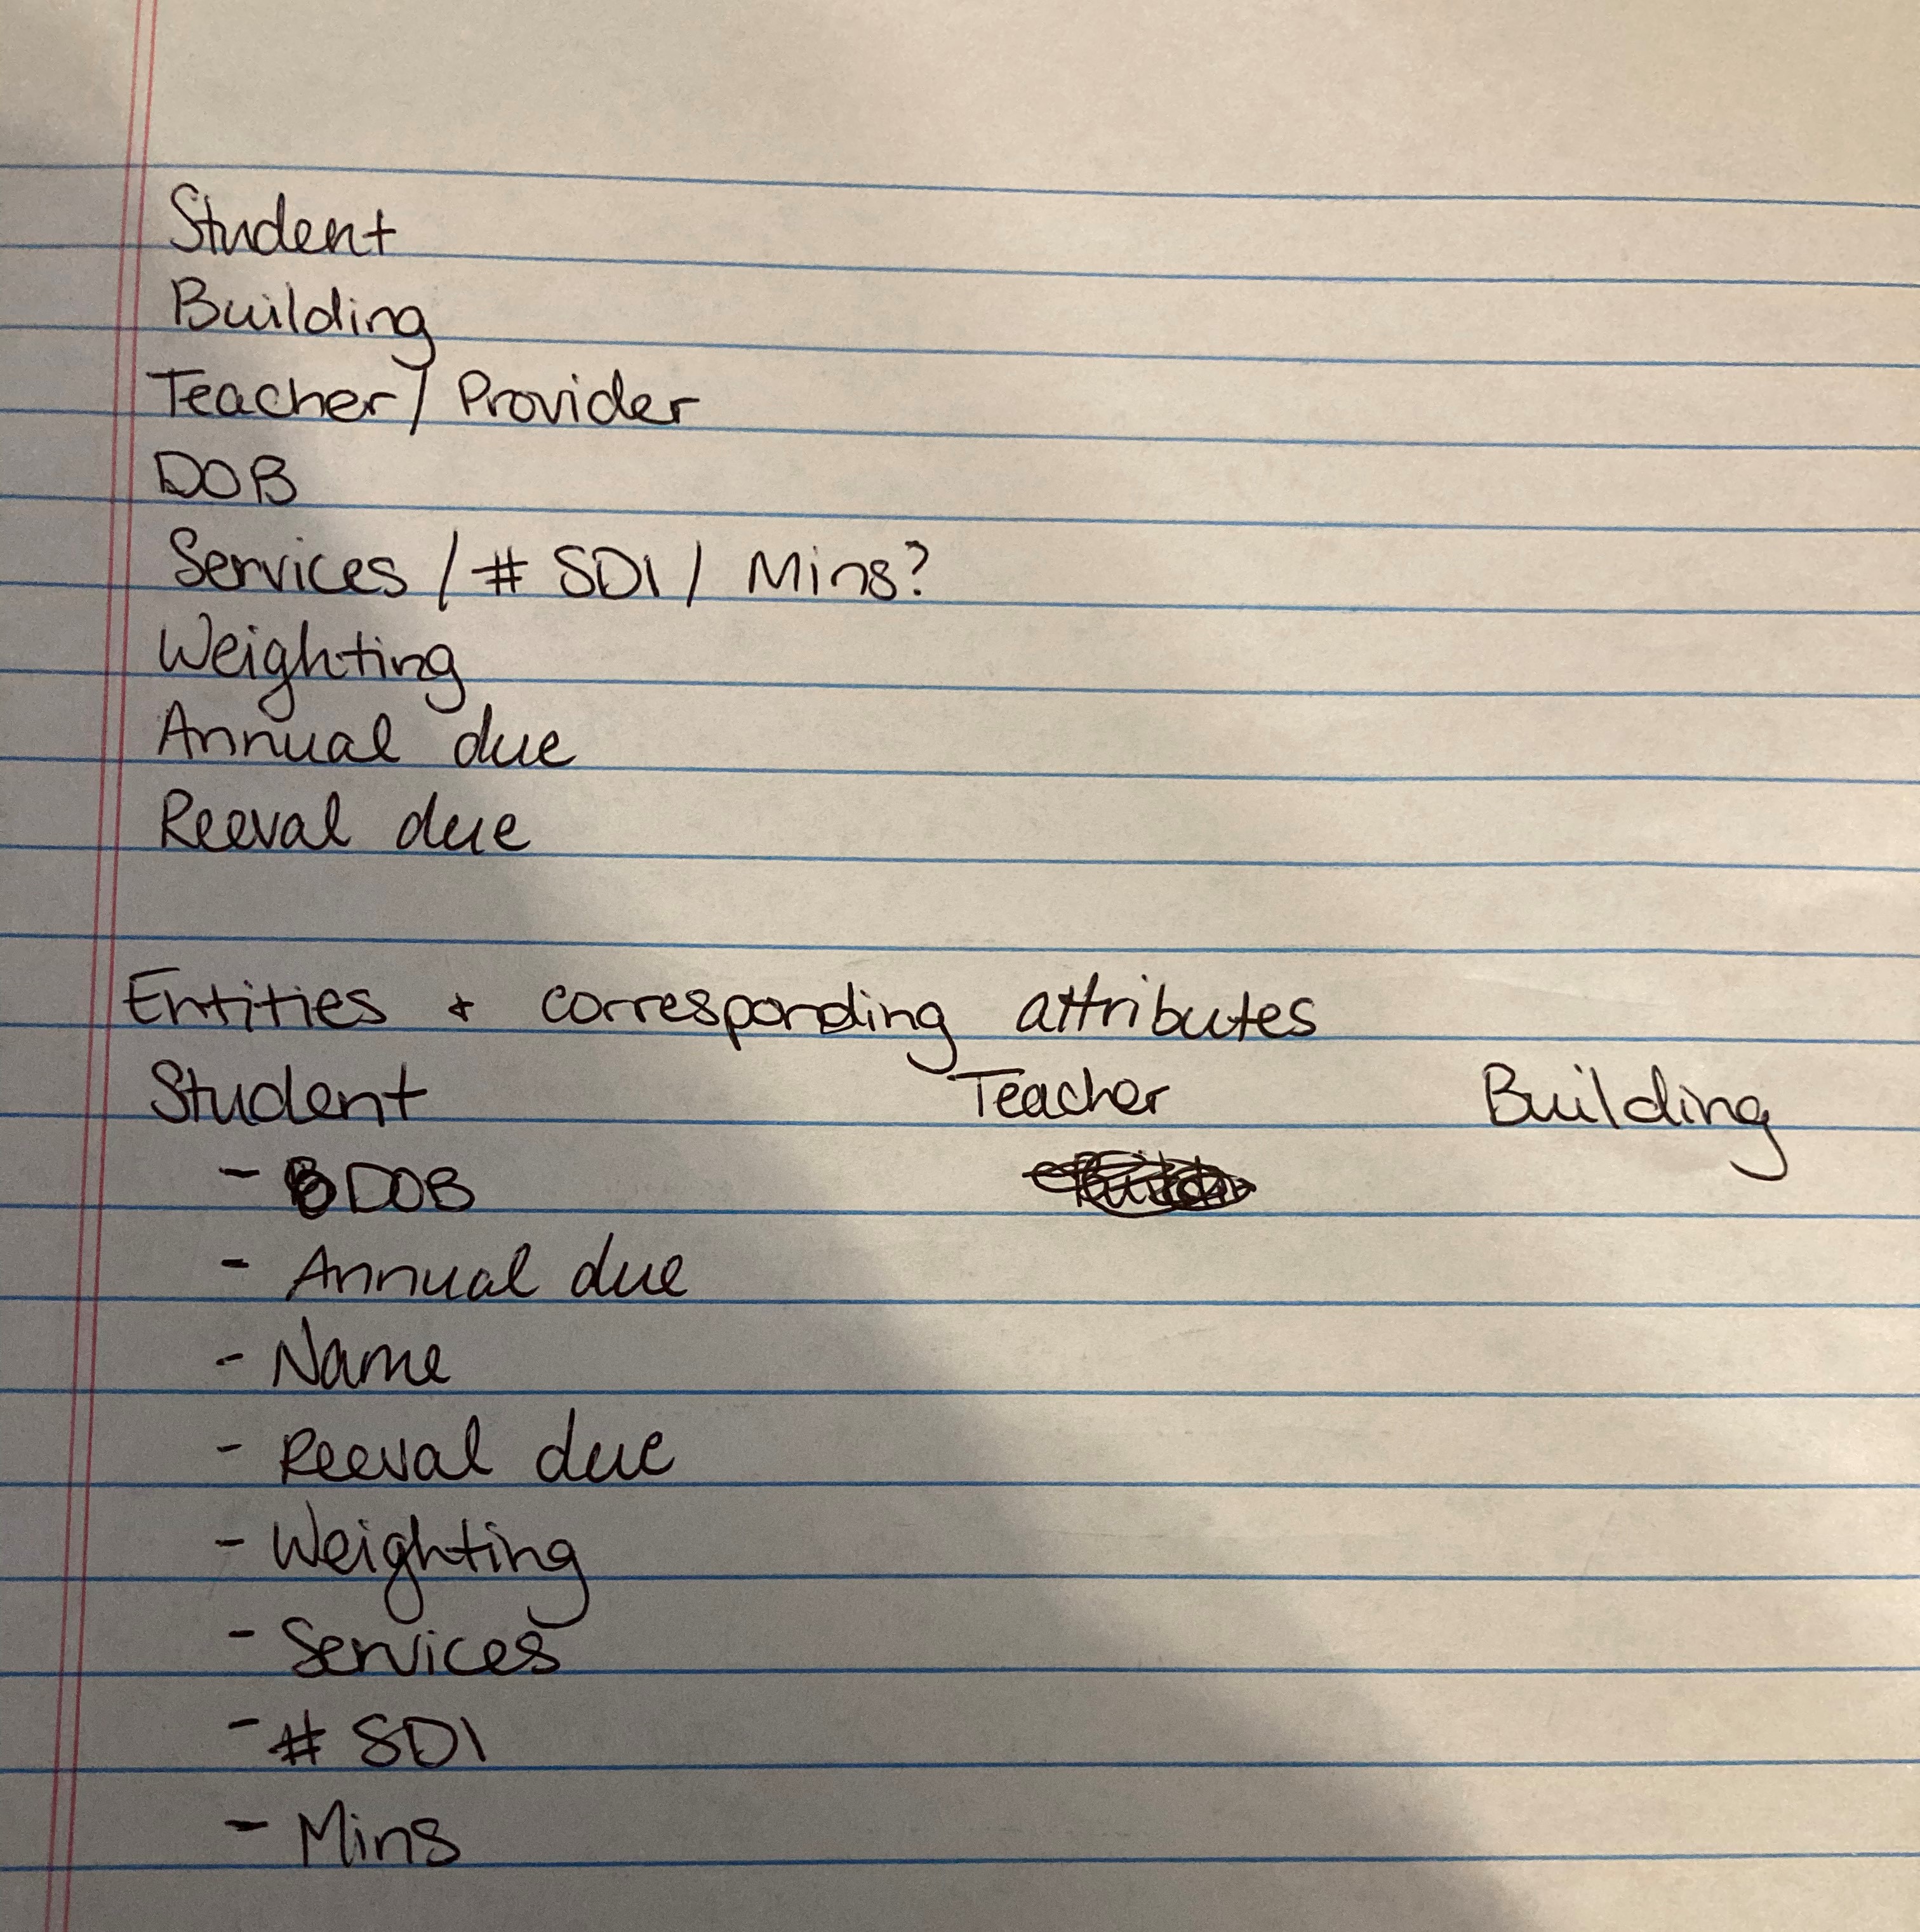 Student
Building
Teacher/ Provider
DOB
Services / # SDI / Mins?
Weighting
Annual due
Reeval due
Entities + corresponding attributes
Student Teacher Building
- DOB
- Annual due
- Name
- Reeval due
- Weighting
- Services
- # SDI
- Mins